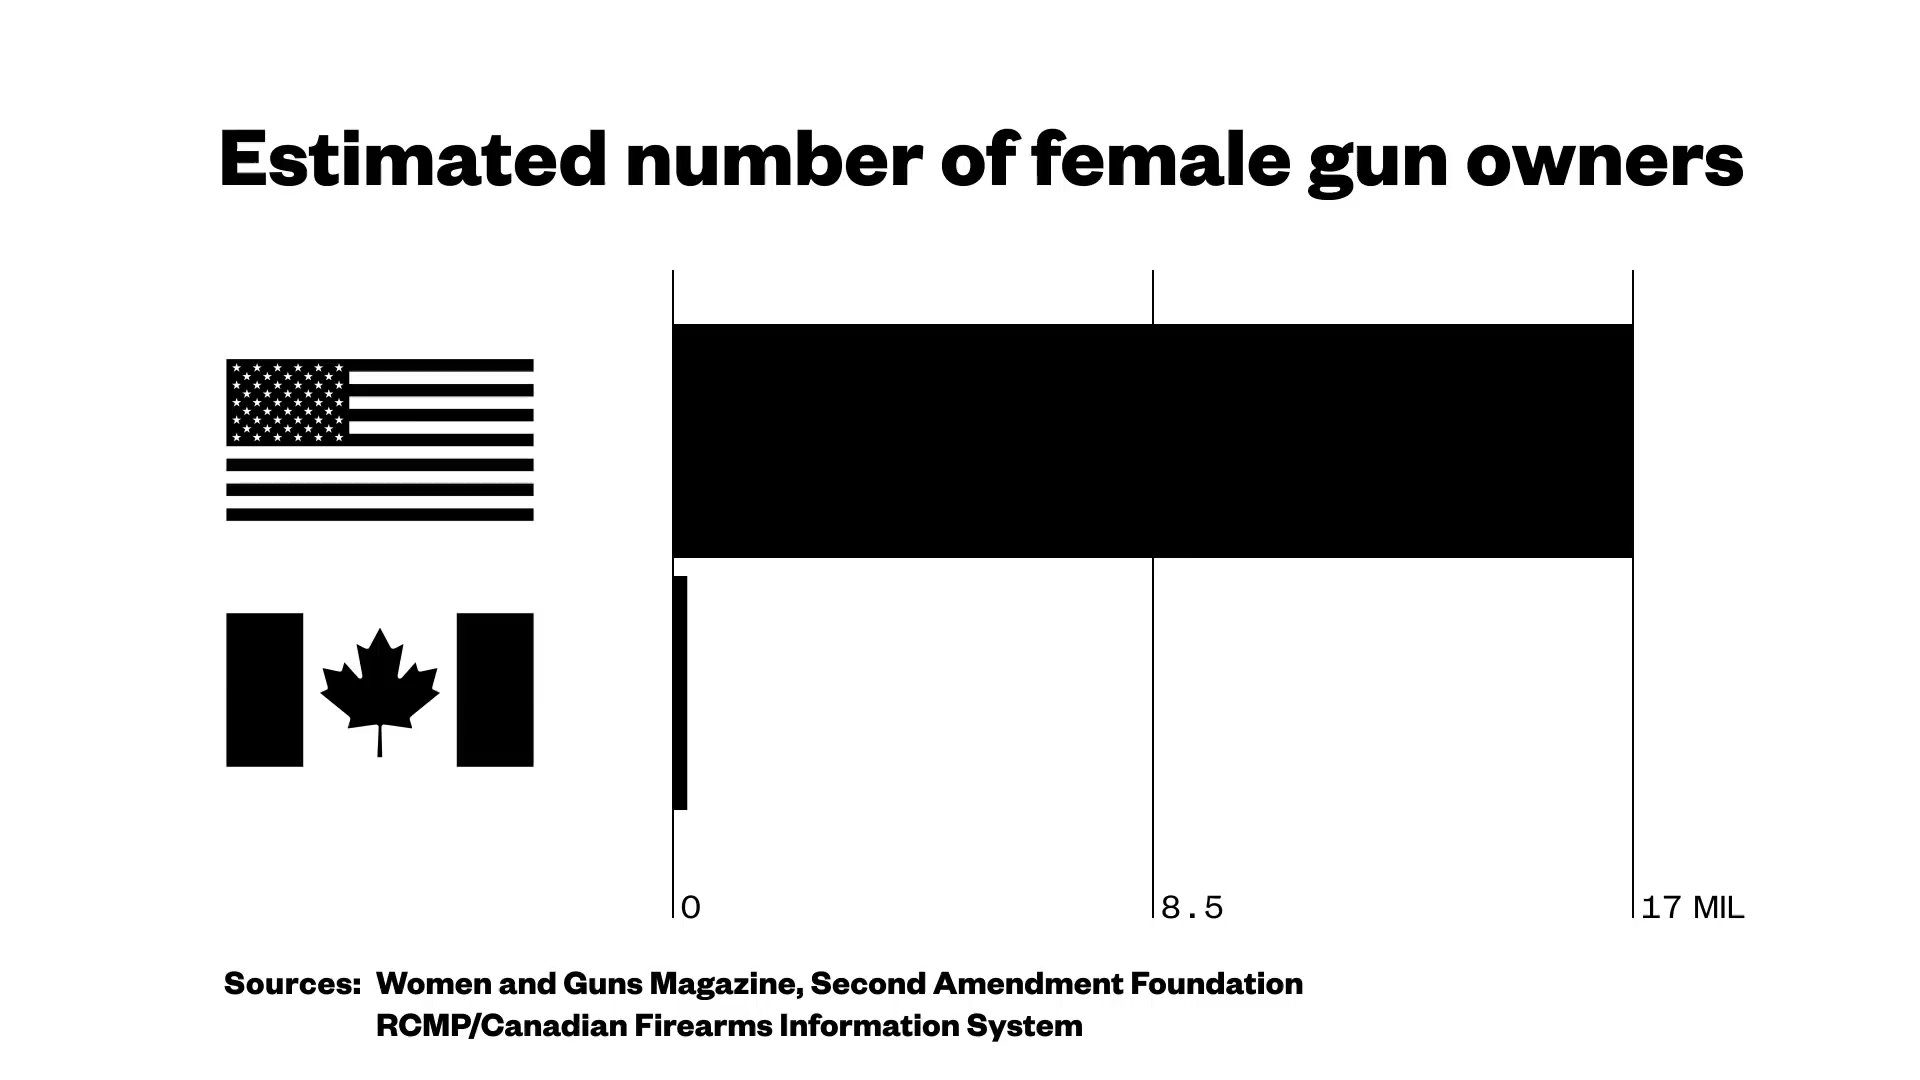 Estimated number of female gun owners
0
8.5
17 MIL
Sources: Women and Guns Magazine, Second Amendment Foundation
RCMP/Canadian Firearms Information System